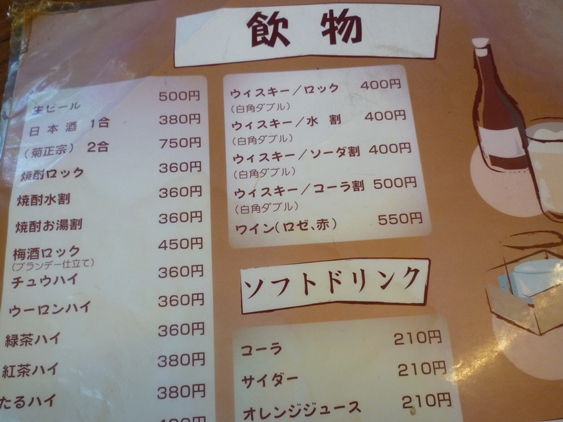 飲物
生ビール 500円
日本酒 1合 380円
(菊正宗) 2合 750円
焼酎ロック 360円
焼酎水割 360円
焼酎お湯割 360円
梅酒ロック 450円
(ブランデー仕立て)
チュウハイ 360円
ウーロンハイ 360円
緑茶ハイ 360円
紅茶ハイ 380円
たるハイ 380円
ウィスキー/ロック 400円
(白角ダブル)
ウィスキー/水割 400円
(白角ダブル)
ウィスキー/ソーダ割 400円
(白角ダブル)
ウィスキー/コーラ割 500円
(白角ダブル)
ワイン(ロゼ、赤) 550円
ソフトドリンク
コーラ 210円
サイダー 210円
オレンジジュース 210円